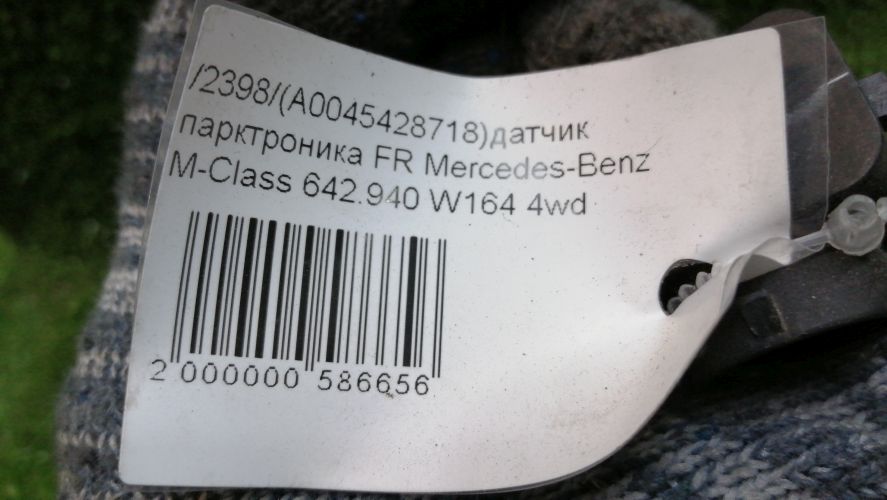 /2398/(A0045428718)датчик
парктроника FR Mercedes-Benz
M-Class 642.940 W164 4wd
2 000000 586656